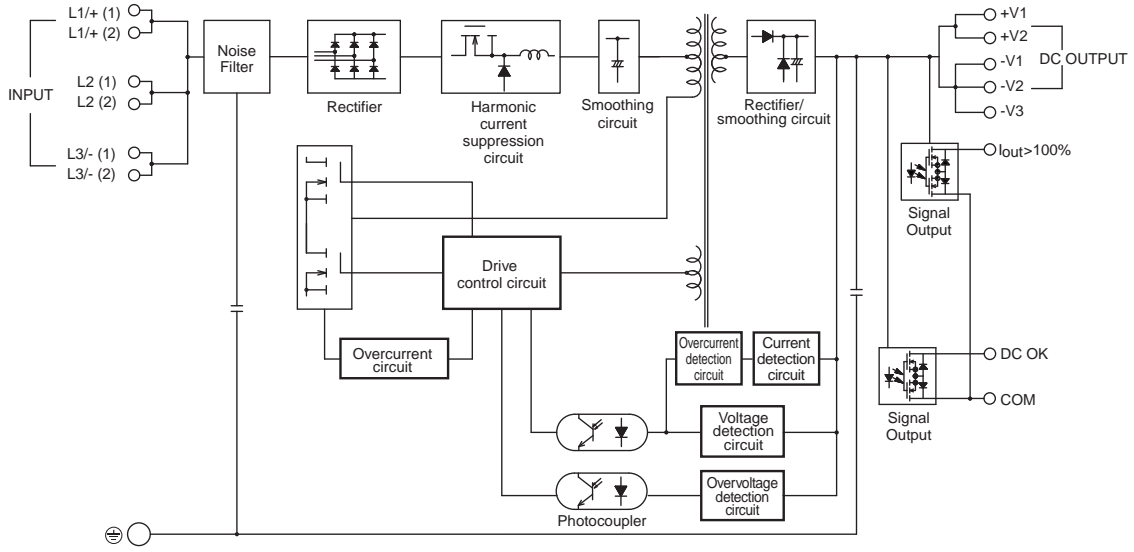 INPUT
L1/+ (1)
L1/+ (2)
L2 (1)
L2 (2)
L3/- (1)
L3/- (2)
Noise
Filter
Rectifier
Harmonic
current
suppression
circuit
Smoothing
circuit
Rectifier/
smoothing circuit
+V1
+V2
-V1
-V2
-V3
DC OUTPUT
Iout>100%
Signal
Output
Drive
control circuit
Overcurrent
circuit
Overcurrent
detection
circuit
Current
detection
circuit
DC OK
COM
Signal
Output
Voltage
detection
circuit
Overvoltage
detection
circuit
Photocoupler